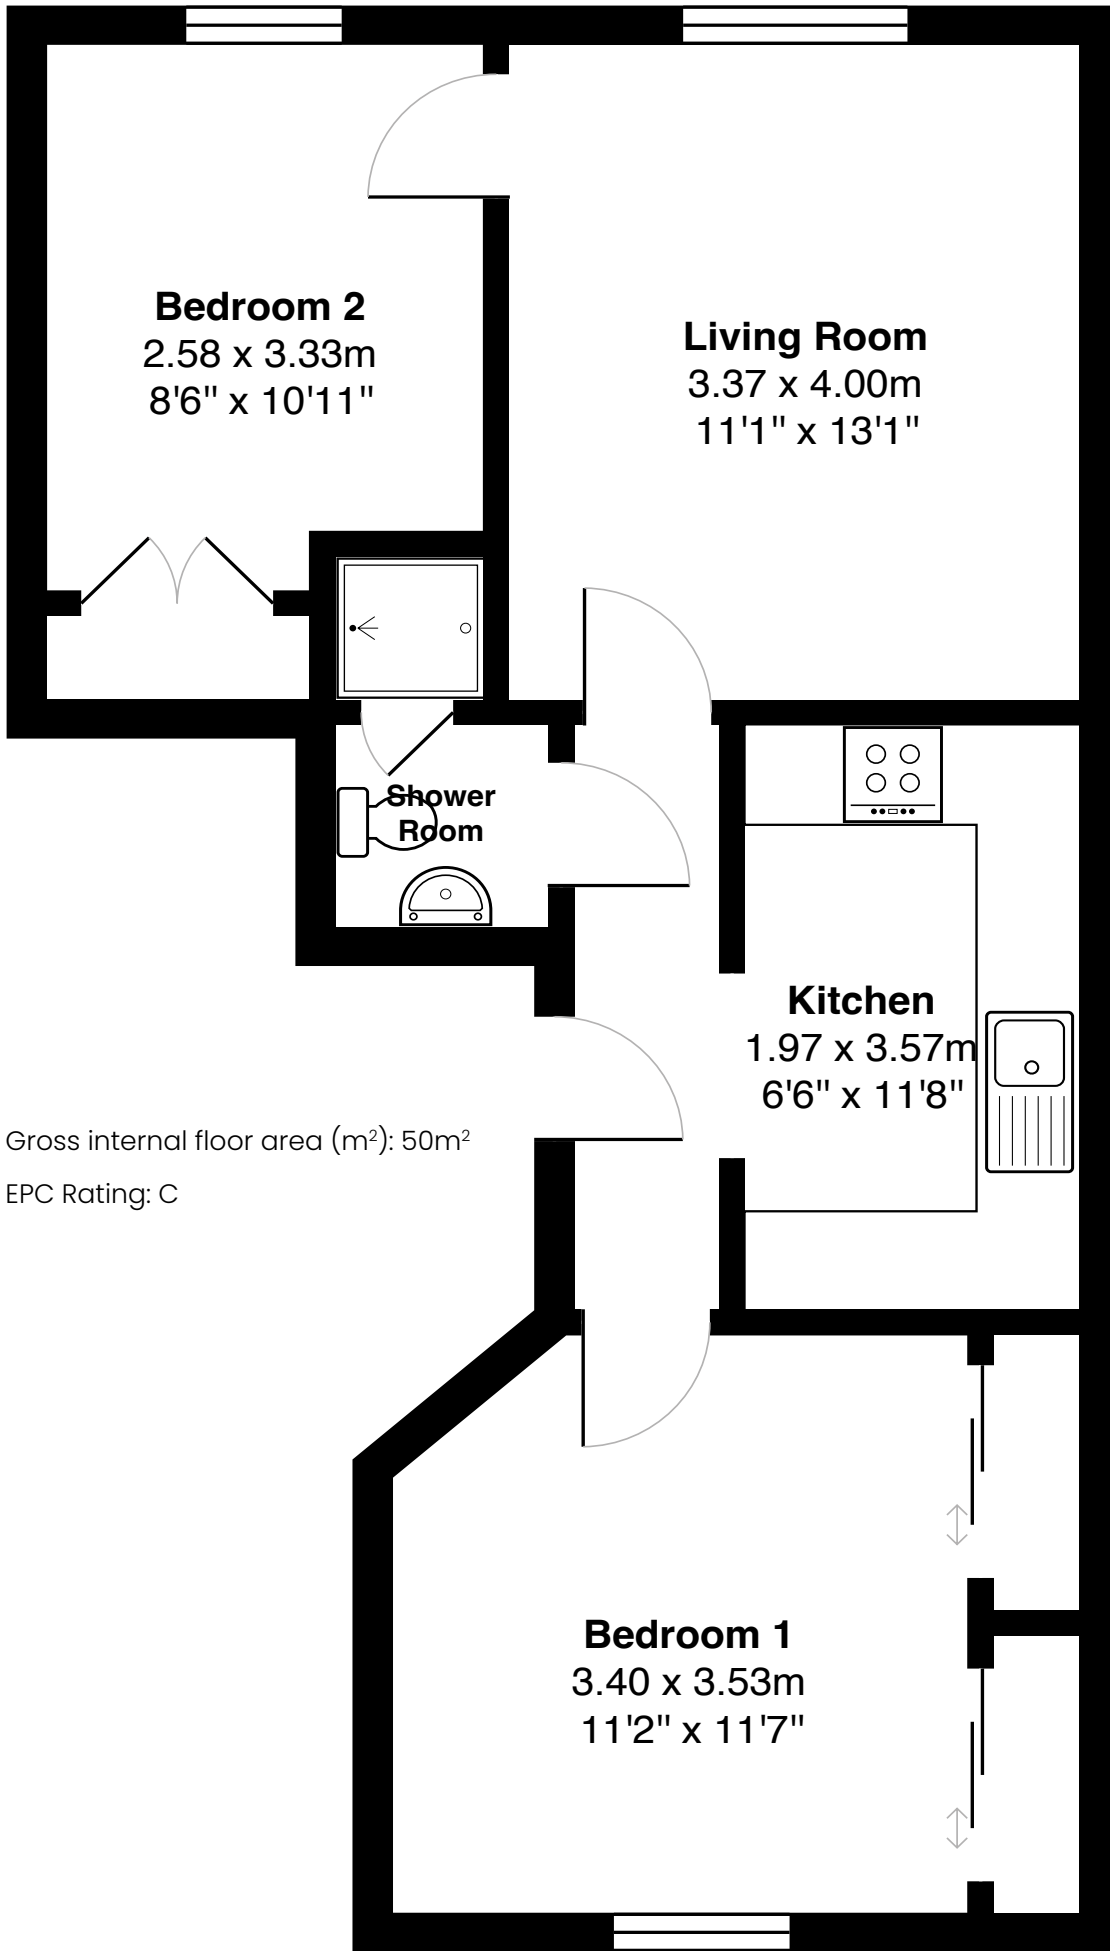 Bedroom 2
2.58 x 3.33m
8'6" x 10'11"
Living Room
3.37 x 4.00m
11'1" x 13'1"
Shower
Room
Kitchen
1.97 x 3.57m
6'6" x 11'8"
Gross internal floor area (m²): 50m²
EPC Rating: C
Bedroom 1
3.40 x 3.53m
11'2" x 11'7"